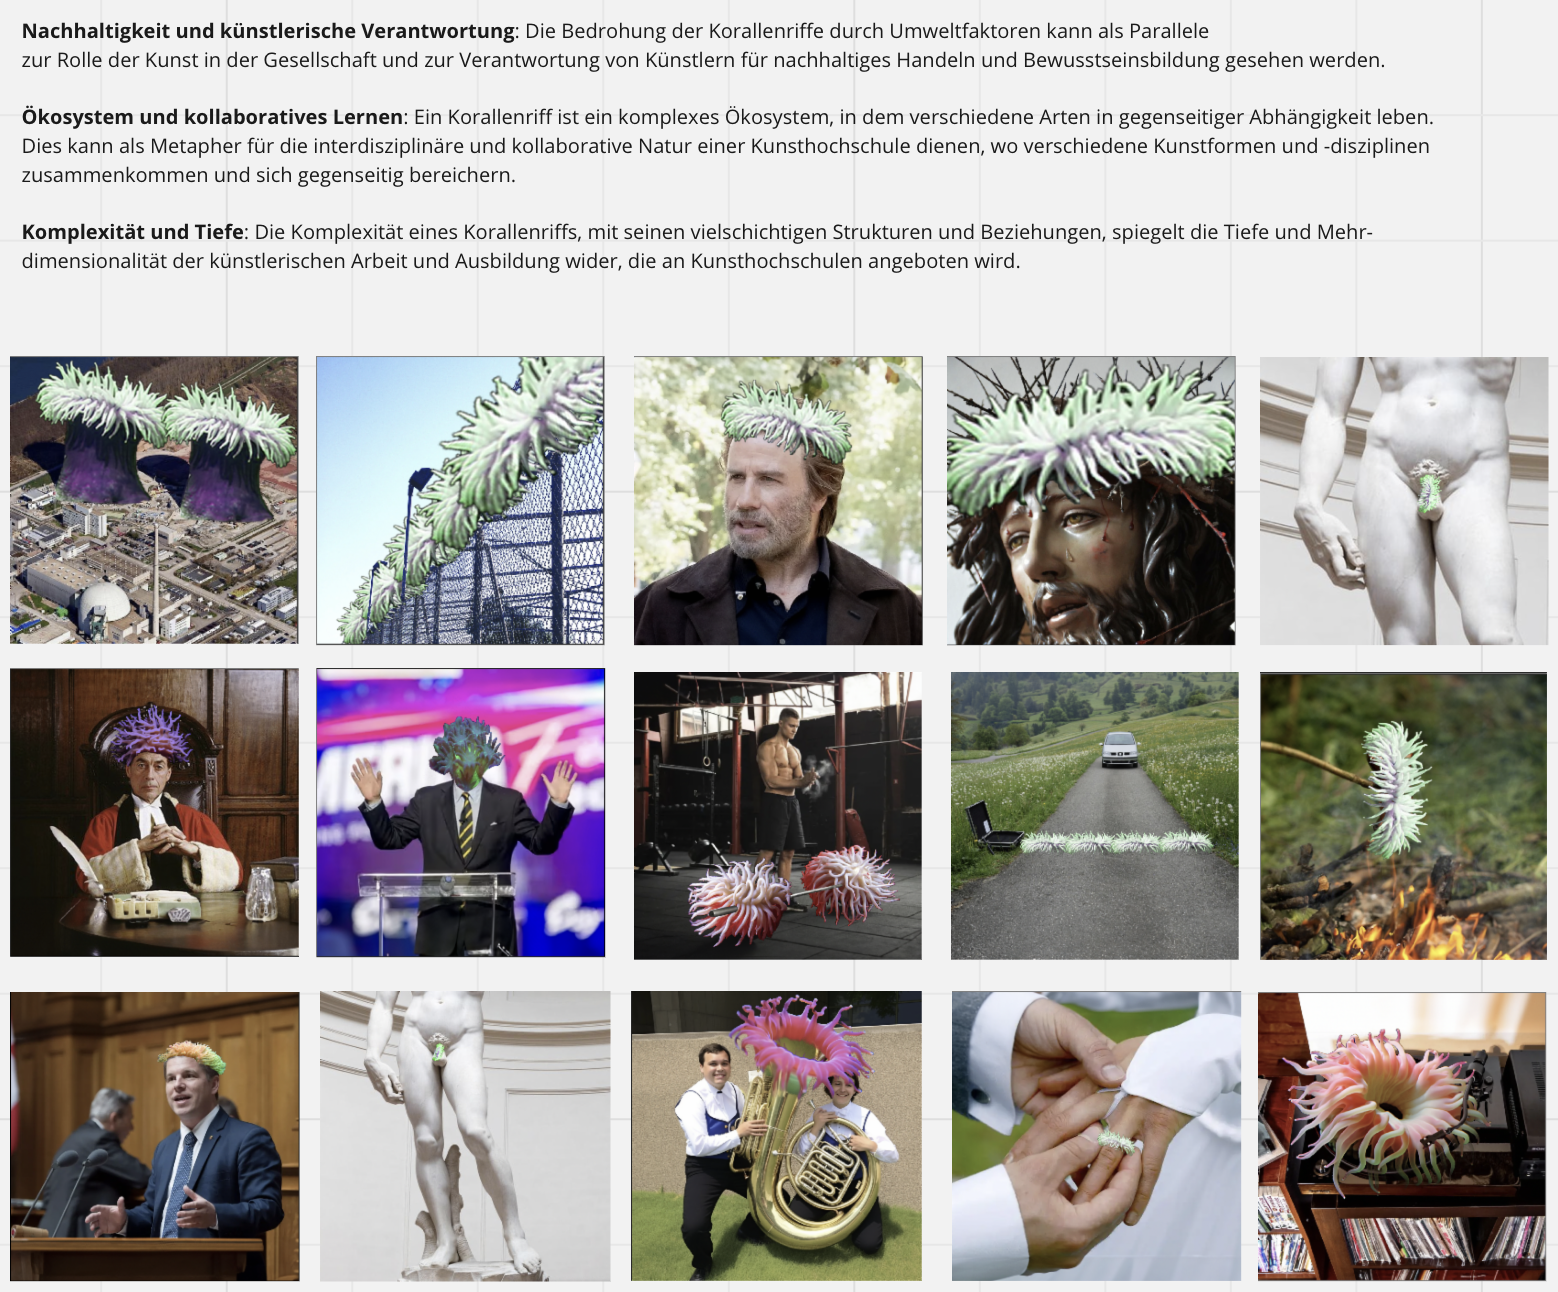 Nachhaltigkeit und künstlerische Verantwortung: Die Bedrohung der Korallenriffe durch Umweltfaktoren kann als Parallele
zur Rolle der Kunst in der Gesellschaft und zur Verantwortung von Künstlern für nachhaltiges Handeln und Bewusstseinsbildung gesehen werden.
Ökosystem und kollaboratives Lernen: Ein Korallenriff ist ein komplexes Ökosystem, in dem verschiedene Arten in gegenseitiger Abhängigkeit leben.
Dies kann als Metapher für die interdisziplinäre und kollaborative Natur einer Kunsthochschule dienen, wo verschiedene Kunstformen und -disziplinen
zusammenkommen und sich gegenseitig bereichern.
Komplexität und Tiefe: Die Komplexität eines Korallenriffs, mit seinen vielschichtigen Strukturen und Beziehungen, spiegelt die Tiefe und Mehr-
dimensionalität der künstlerischen Arbeit und Ausbildung wider, die an Kunsthochschulen angeboten wird.